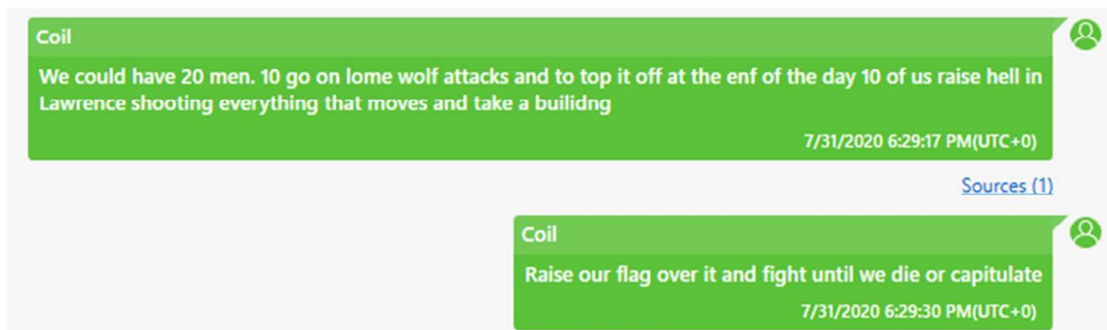 Coil
We could have 20 men. 10 go on lome wolf attacks and to top it off at the enf of the day 10 of us raise hell in
Lawrence shooting everything that moves and take a builidng
7/31/2020 6:29:17 PM(UTC+0)
Sources (1)
Coil
Raise our flag over it and fight until we die or capitulate
7/31/2020 6:29:30 PM(UTC+0)